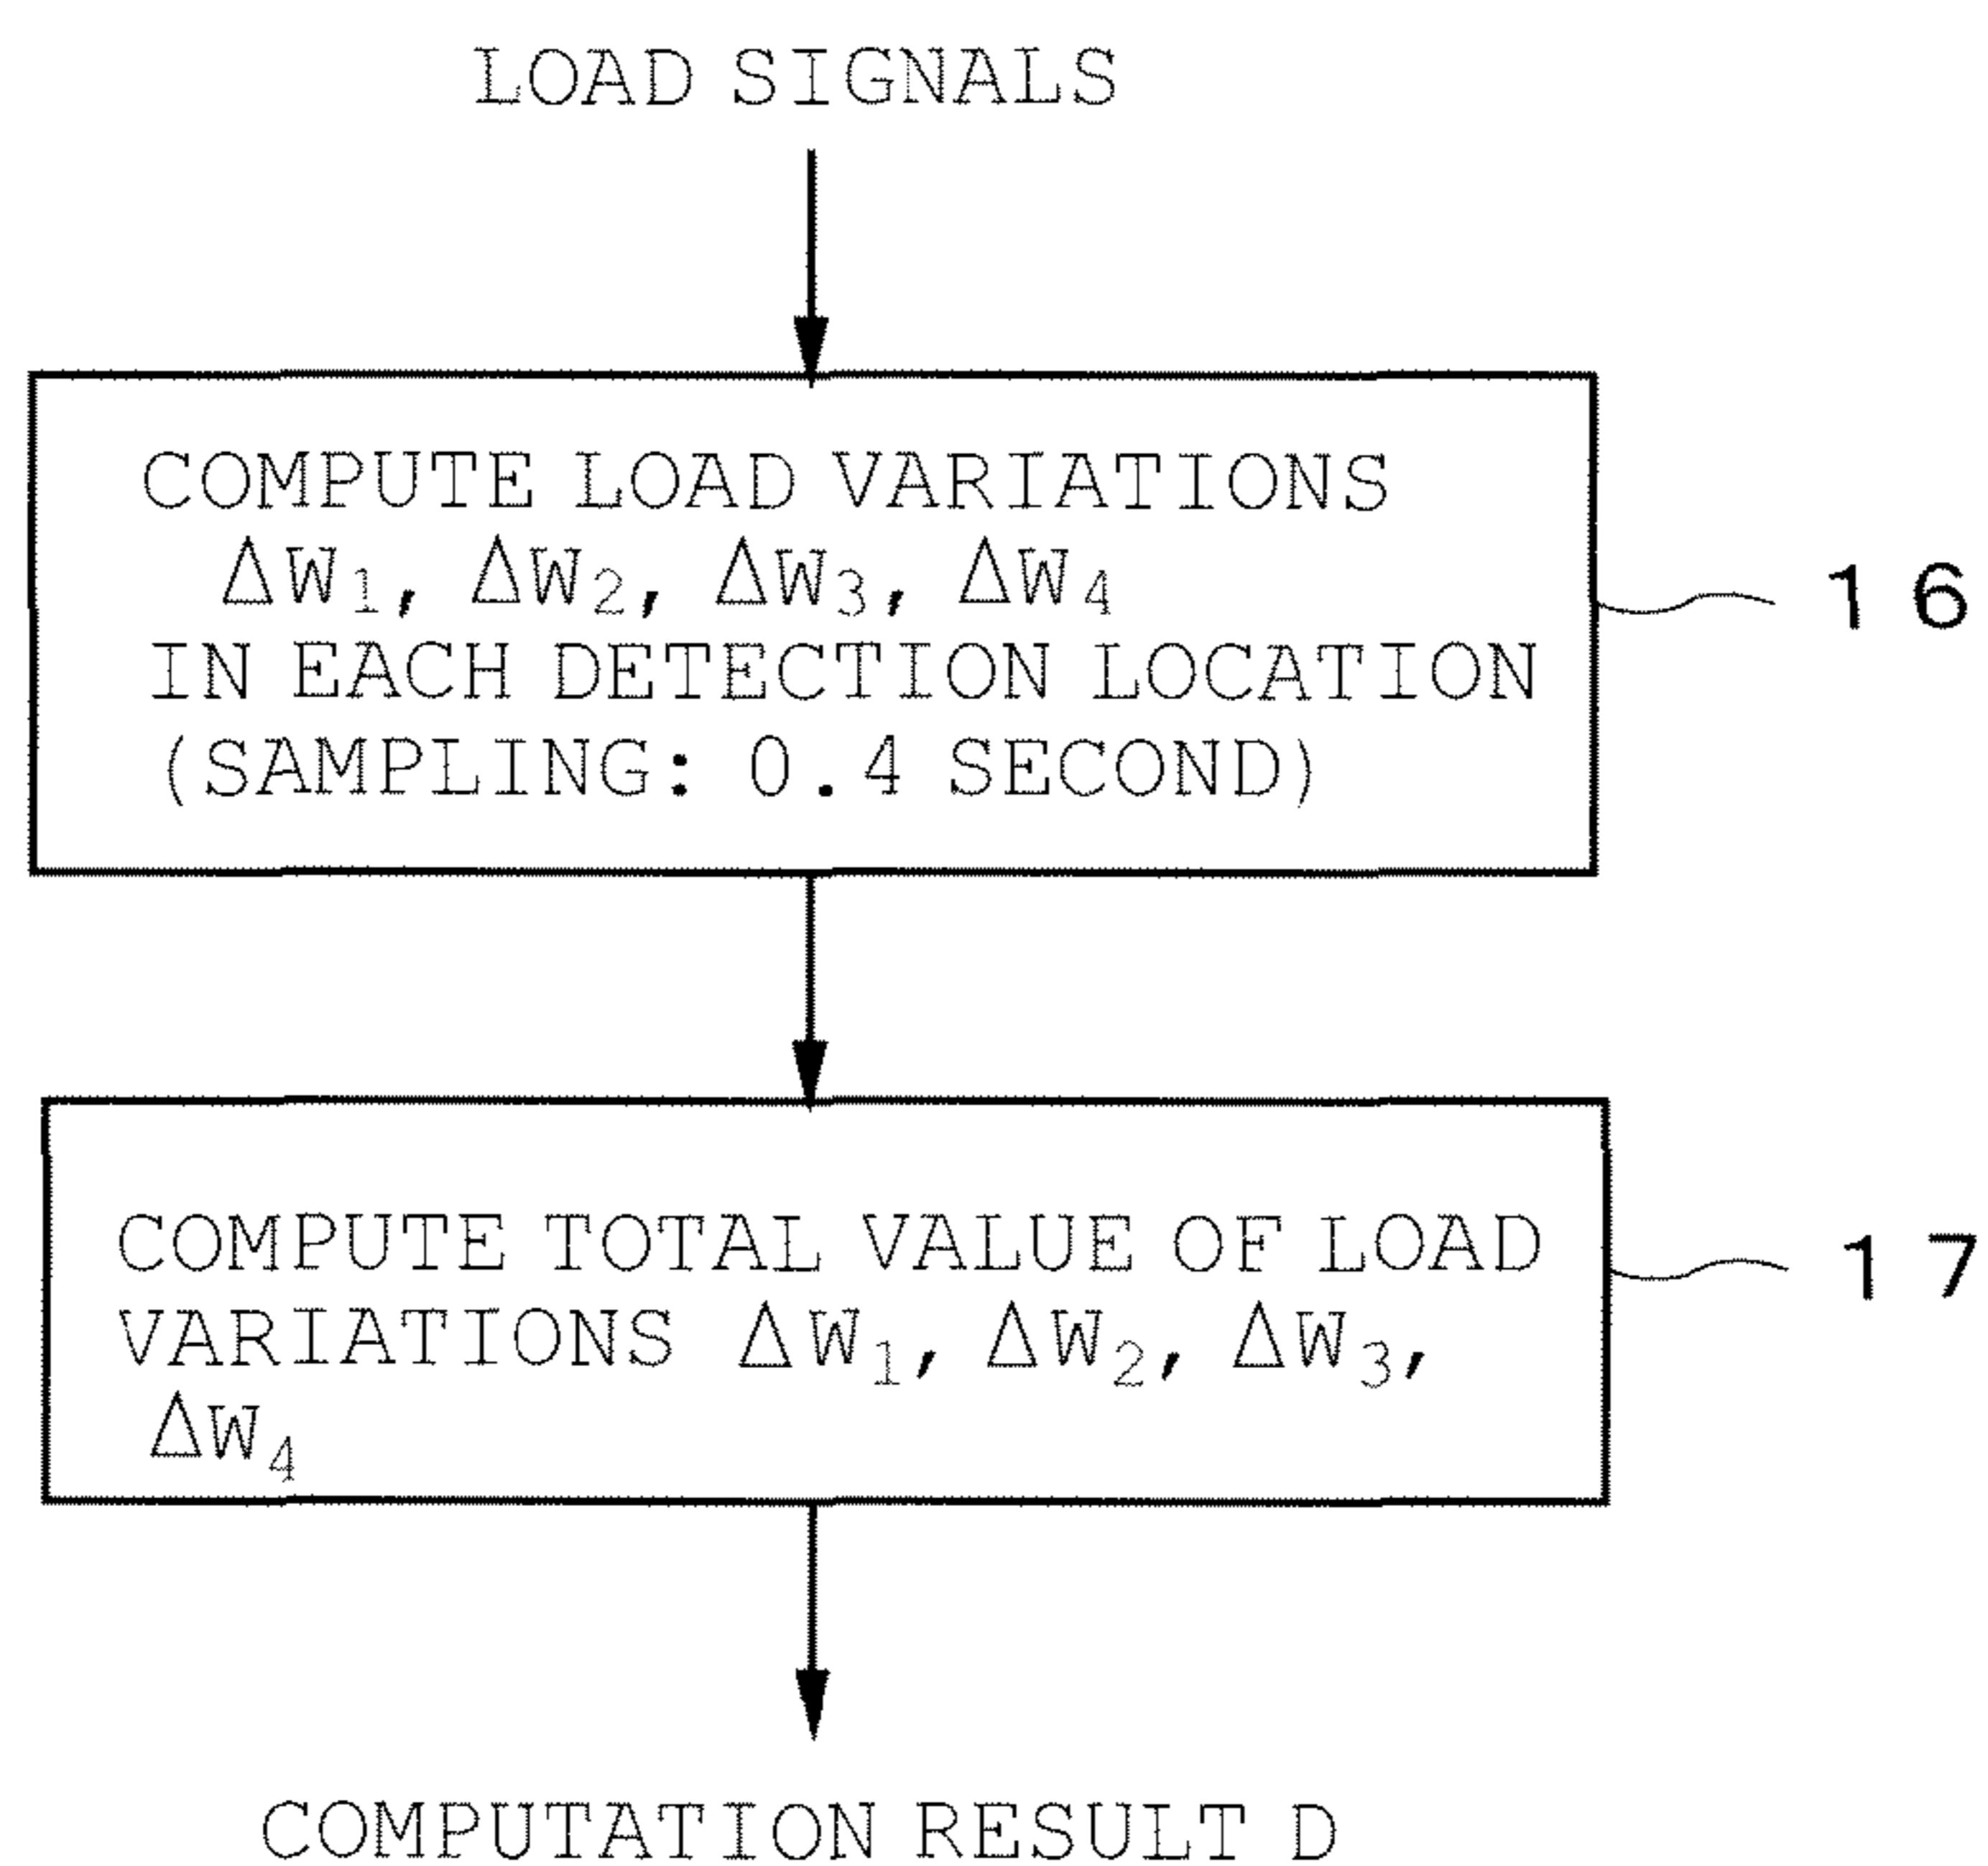 LOAD SIGNALS
COMPUTE LOAD VARIATIONS
ΔW₁, ΔW₂, ΔW₃, ΔW₄
IN EACH DETECTION LOCATION
(SAMPLING: 0.4 SECOND)
16
COMPUTE TOTAL VALUE OF LOAD
VARIATIONS ΔW₁, ΔW₂, ΔW₃,
ΔW₄
17
COMPUTATION RESULT D